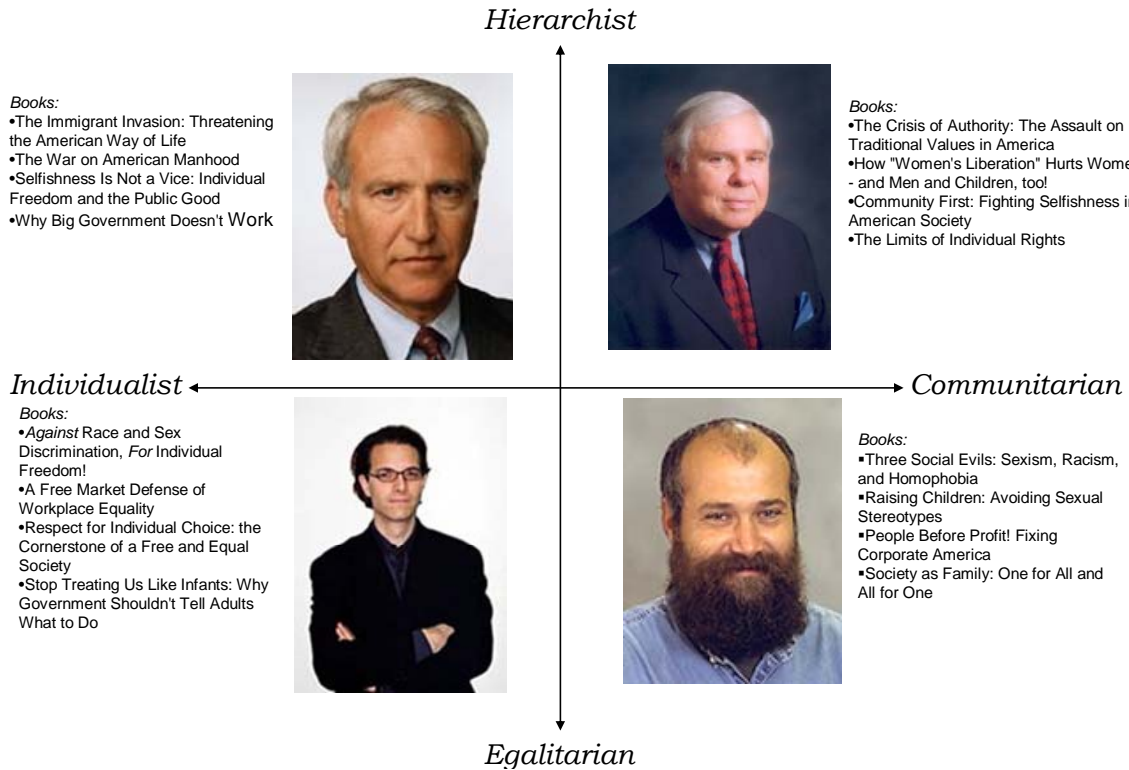 Hierarchist
Books:
•The Immigrant Invasion: Threatening
the American Way of Life
•The War on American Manhood
•Selfishness Is Not a Vice: Individual
Freedom and the Public Good
•Why Big Government Doesn't Work
Books:
•The Crisis of Authority: The Assault on
Traditional Values in America
•How "Women's Liberation" Hurts Wome
- and Men and Children, too!
•Community First: Fighting Selfishness i
American Society
•The Limits of Individual Rights
Individualist
Communitarian
Books:
•Against Race and Sex
Discrimination, For Individual
Freedom!
•A Free Market Defense of
Workplace Equality
•Respect for Individual Choice: the
Cornerstone of a Free and Equal
Society
•Stop Treating Us Like Infants: Why
Government Shouldn't Tell Adults
What to Do
Books:
▪Three Social Evils: Sexism, Racism,
and Homophobia
▪Raising Children: Avoiding Sexual
Stereotypes
▪People Before Profit! Fixing
Corporate America
▪Society as Family: One for All and
All for One
Egalitarian